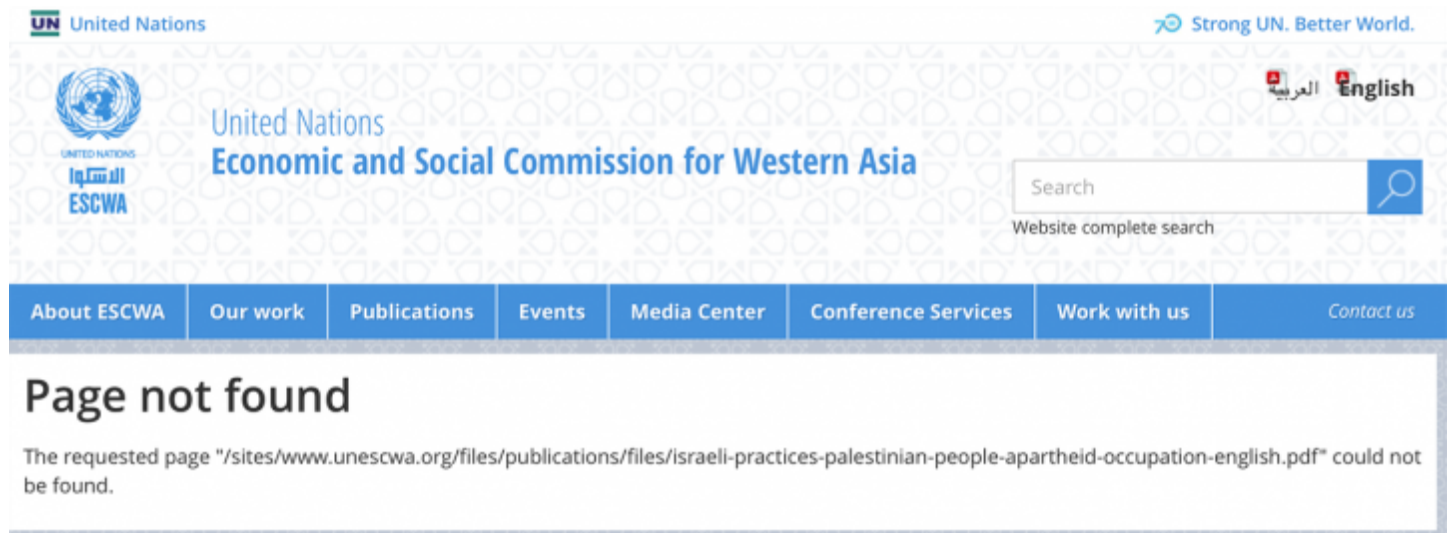 UN United Nations
70 Strong UN. Better World.
العربية English
UNITED NATIONS
الاسكوا
ESCWA
United Nations
Economic and Social Commission for Western Asia
Search
Website complete search
About ESCWA Our work Publications Events Media Center Conference Services Work with us Contact us
Page not found
The requested page "/sites/www.unescwa.org/files/publications/files/israeli-practices-palestinian-people-apartheid-occupation-english.pdf" could not
be found.